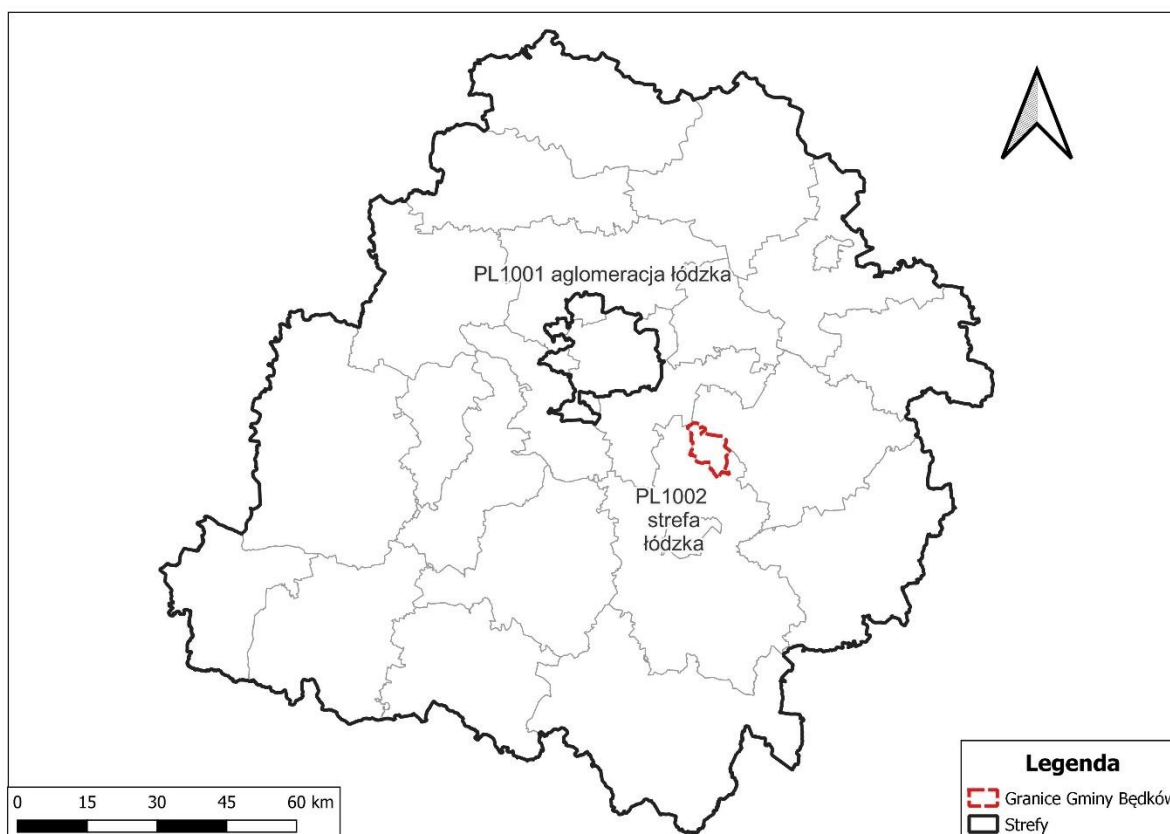 PL1001 aglomeracja łódzka
PL1002
strefa
łódzka
0 15 30 45 60 km
Legenda
Granice Gminy Będków
Strefy